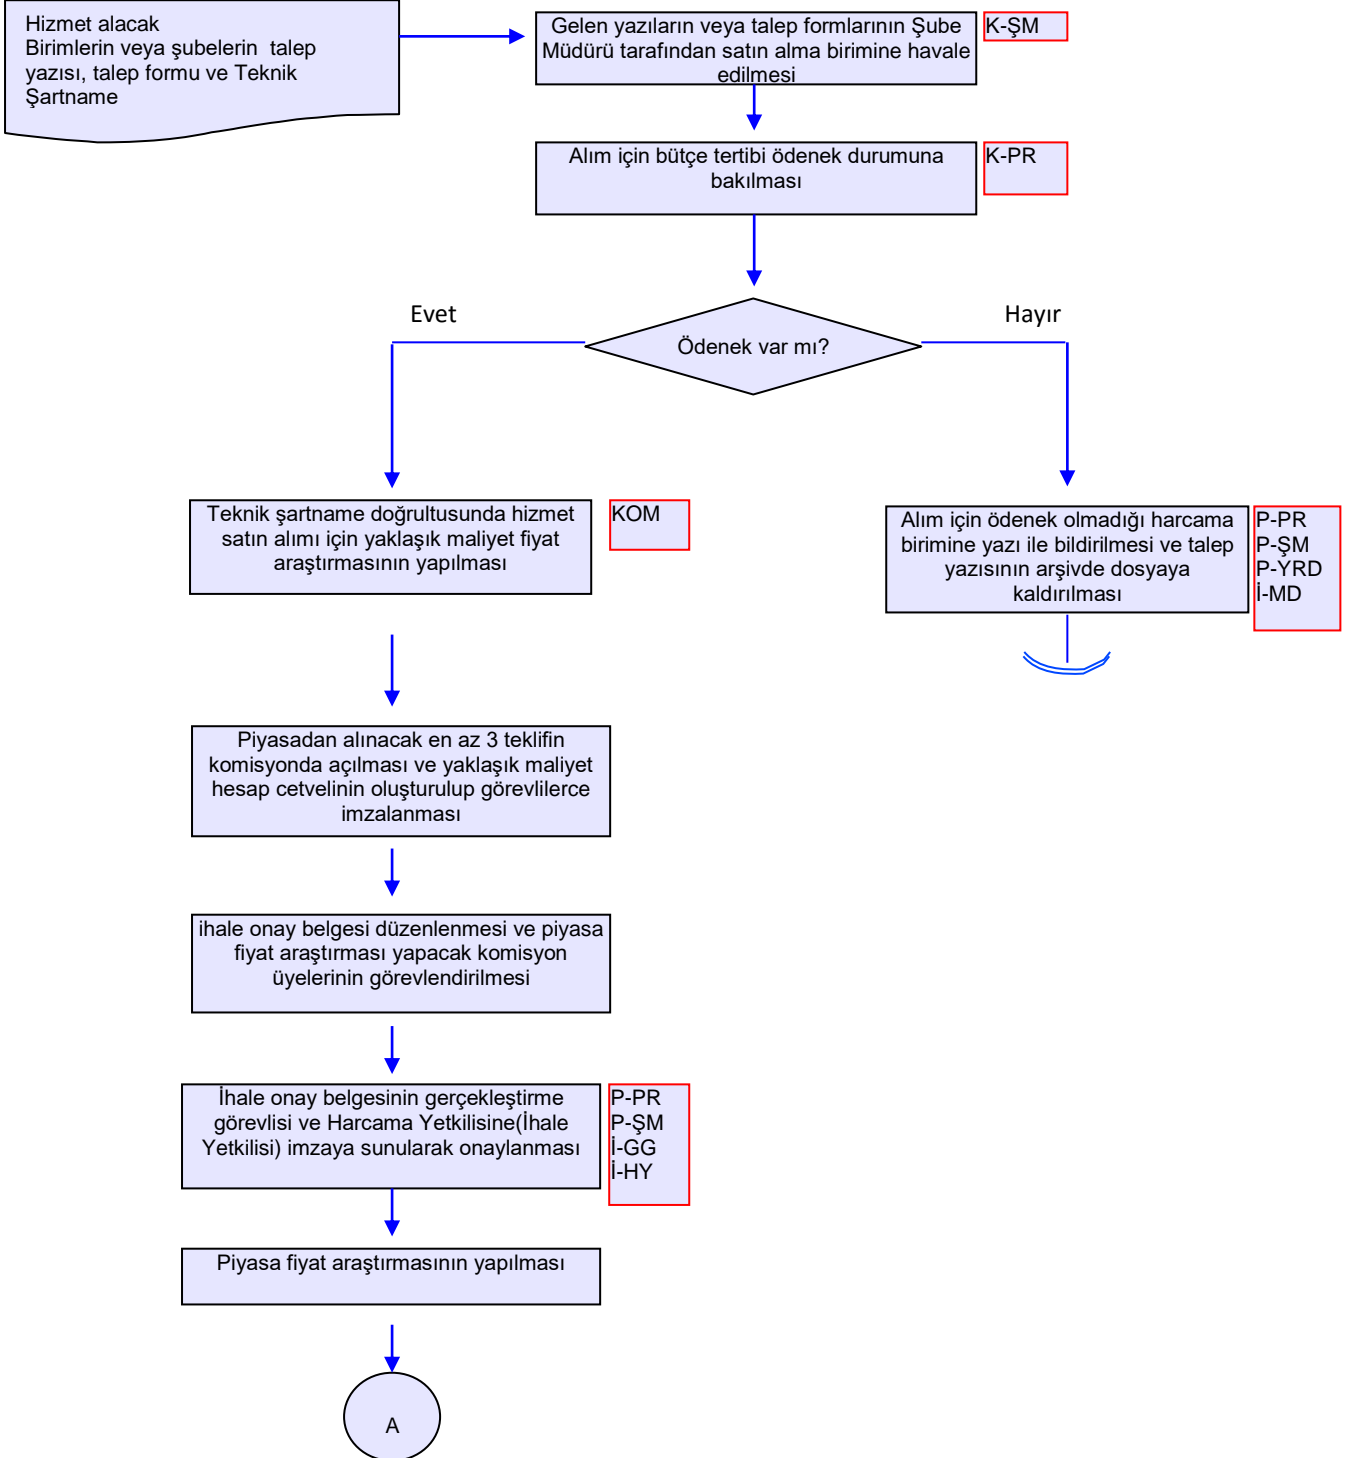 Hizmet alacak
Birimlerin veya şubelerin talep
yazısı, talep formu ve Teknik
Şartname
Gelen yazıların veya talep formlarının Şube
Müdürü tarafından satın alma birimine havale
edilmesi
K-ŞM
Alım için bütçe tertibi ödenek durumuna
bakılması
K-PR
Evet
Hayır
Ödenek var mı?
Teknik şartname doğrultusunda hizmet
satın alımı için yaklaşık maliyet fiyat
araştırmasının yapılması
KOM
Alım için ödenek olmadığı harcama
birimine yazı ile bildirilmesi ve talep
yazısının arşivde dosyaya
kaldırılması
P-PR
P-ŞM
P-YRD
İ-MD
Piyasadan alınacak en az 3 teklifin
komisyonda açılması ve yaklaşık maliyet
hesap cetvelinin oluşturulup görevlilerce
imzalanması
ihale onay belgesi düzenlenmesi ve piyasa
fiyat araştırması yapacak komisyon
üyelerinin görevlendirilmesi
İhale onay belgesinin gerçekleştirme
görevlisi ve Harcama Yetkilisine(İhale
Yetkilisi) imzaya sunularak onaylanması
P-PR
P-ŞM
İ-GG
İ-HY
Piyasa fiyat araştırmasının yapılması
A